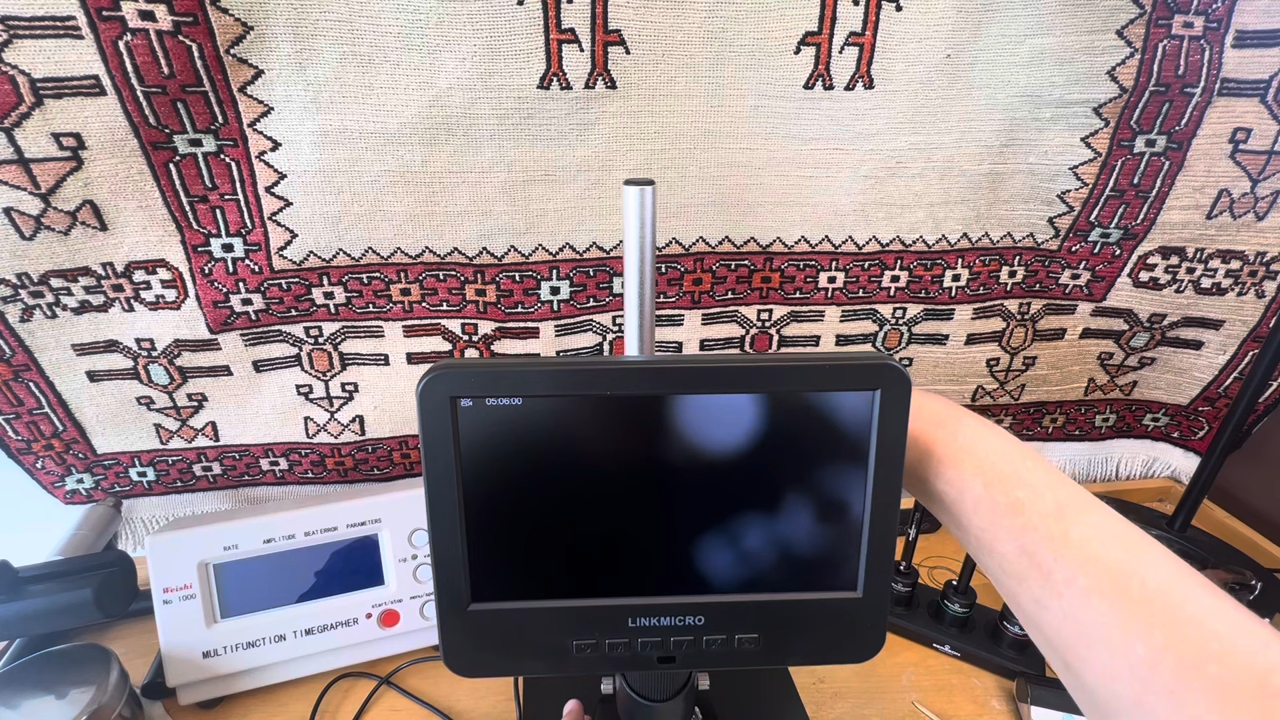 05:06:00
LINKMICRO
RATE AMPLITUDE BEAT ERROR PARAMETERS
Weishi
No 1000
start/stop
MULTIFUNCTION TIMEGRAPHER